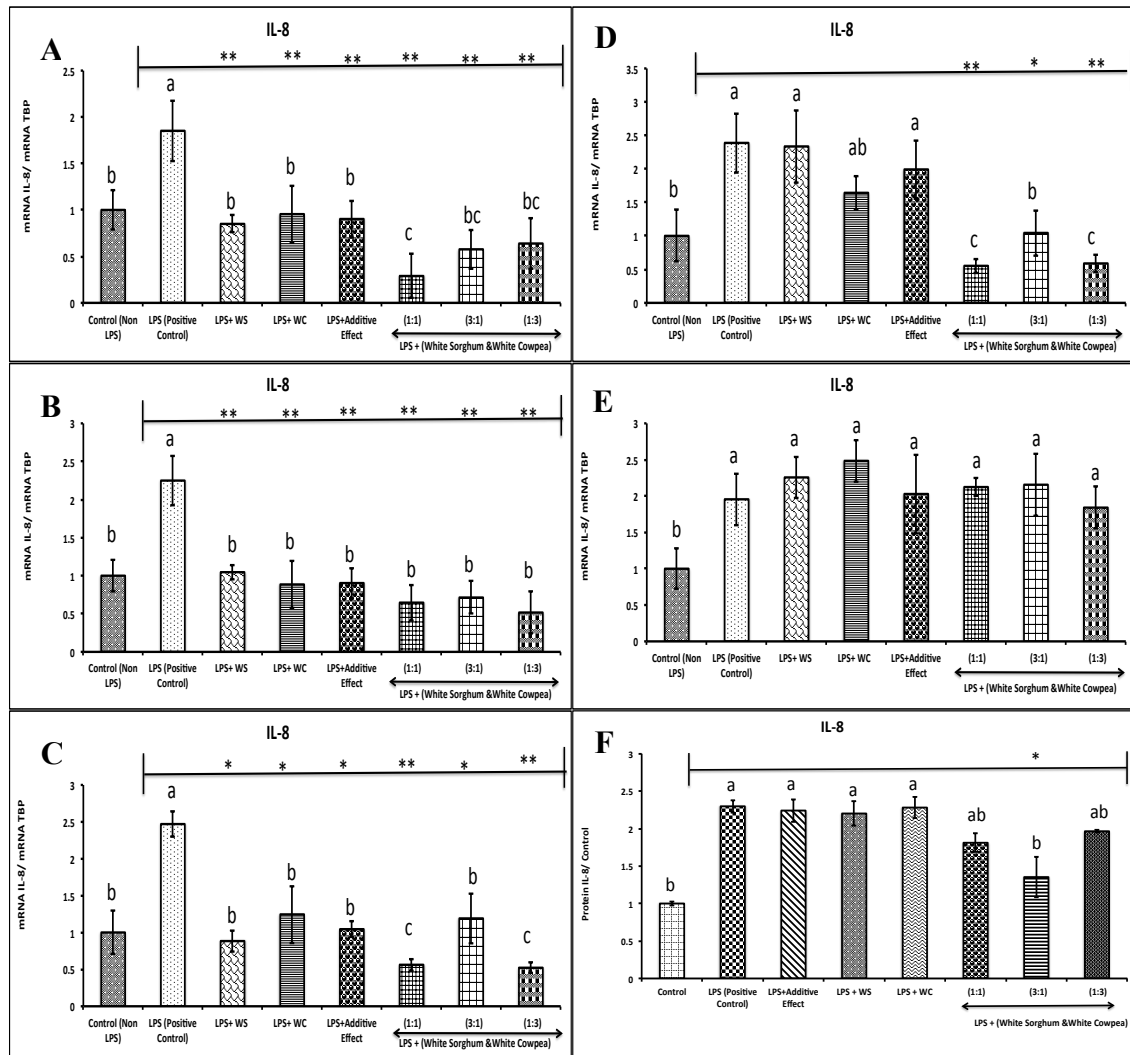 A
IL-8
** ** ** ** ** **
mRNA IL-8/ mRNA TBP
2.5
2
1.5
1
0.5
0
b a b b b c bc bc
Control (Non LPS)
LPS (Positive Control)
LPS+ WS
LPS+ WC
LPS+Additive Effect
(1:1) (3:1) (1:3)
LPS + (White Sorghum &White Cowpea)
B
IL-8
** ** ** ** ** **
mRNA IL-8/ mRNA TBP
3
2.5
2
1.5
1
0.5
0
b a b b b b b b
Control (Non LPS)
LPS (Positive Control)
LPS+ WS
LPS+ WC
LPS+Additive Effect
(1:1) (3:1) (1:3)
LPS + (White Sorghum &White Cowpea)
C
IL-8
* * * ** * **
mRNA IL-8/ mRNA TBP
3
2.5
2
1.5
1
0.5
0
b a b b b c b c
Control (Non LPS)
LPS (Positive Control)
LPS+ WS
LPS+ WC
LPS+Additive Effect
(1:1) (3:1) (1:3)
LPS + (White Sorghum &White Cowpea)
D
IL-8
** * **
mRNA IL-8/ mRNA TBP
3.5
3
2.5
2
1.5
1
0.5
0
b a a ab a c b c
Control (Non LPS)
LPS (Positive Control)
LPS+ WS
LPS+ WC
LPS+Additive Effect
(1:1) (3:1) (1:3)
LPS + (White Sorghum &White Cowpea)
E
IL-8
mRNA IL-8/ mRNA TBP
3
2.5
2
1.5
1
0.5
0
b a a a a a a a
Control (Non LPS)
LPS (Positive Control)
LPS+ WS
LPS+ WC
LPS+Additive Effect
(1:1) (3:1) (1:3)
LPS + (White Sorghum &White Cowpea)
F
IL-8
*
Protein IL-8/ Control
3
2.5
2
1.5
1
0.5
0
b a a a a ab b ab
Control
LPS (Positive Control)
LPS+Additive Effect
LPS + WS
LPS + WC
(1:1) (3:1) (1:3)
LPS + (White Sorghum &White Cowpea)